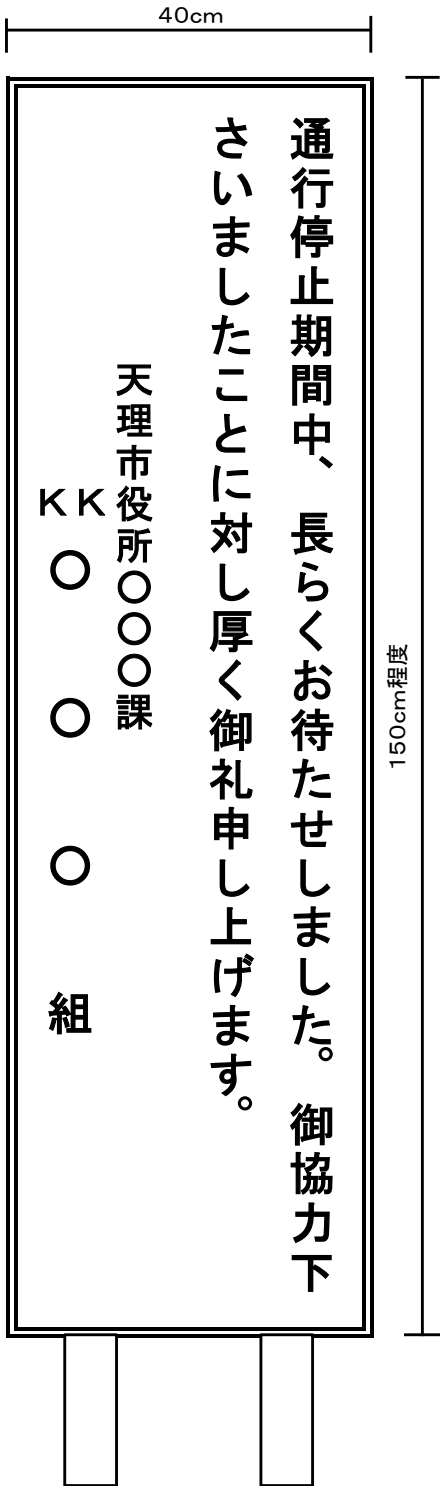 40cm
通行停止期間中、長らくお待たせしました。御協力下
さいましたことに対し厚く御礼申し上げます。
天理市役所〇〇〇課
KK〇〇〇組
150cm程度